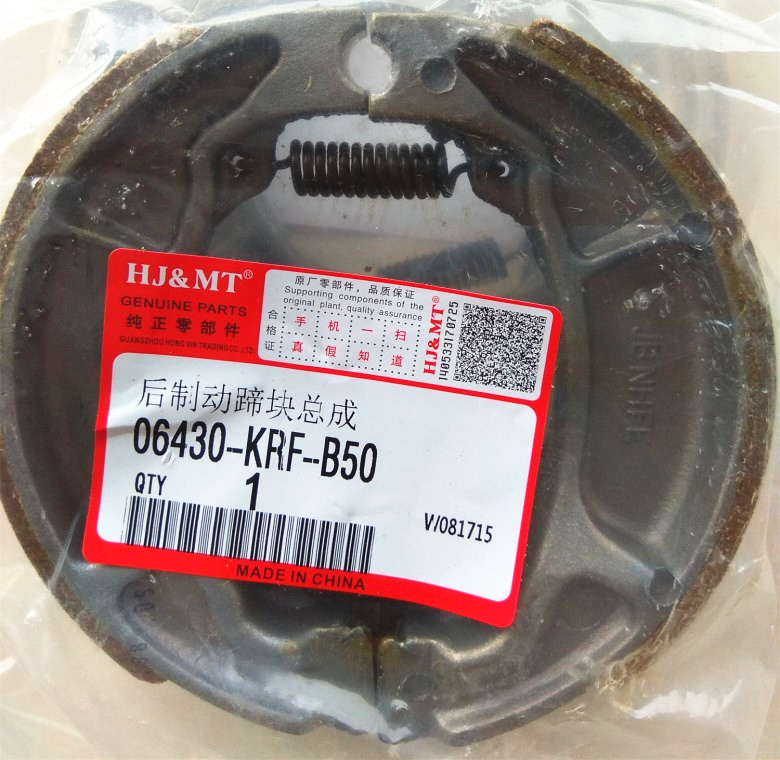 HJ&MT®
GENUINE PARTS
纯正零部件
GUANGZHOU HONG XIN TRADING CO.,LTD.
原厂零部件，品质保证
Supporting components of the
original plant, quality assurance
合格证
手机一扫
真假知道
HJ&MT®
140533170725
后制动蹄块总成
06430-KRF-B50
QTY 1
V/081715
MADE IN CHINA